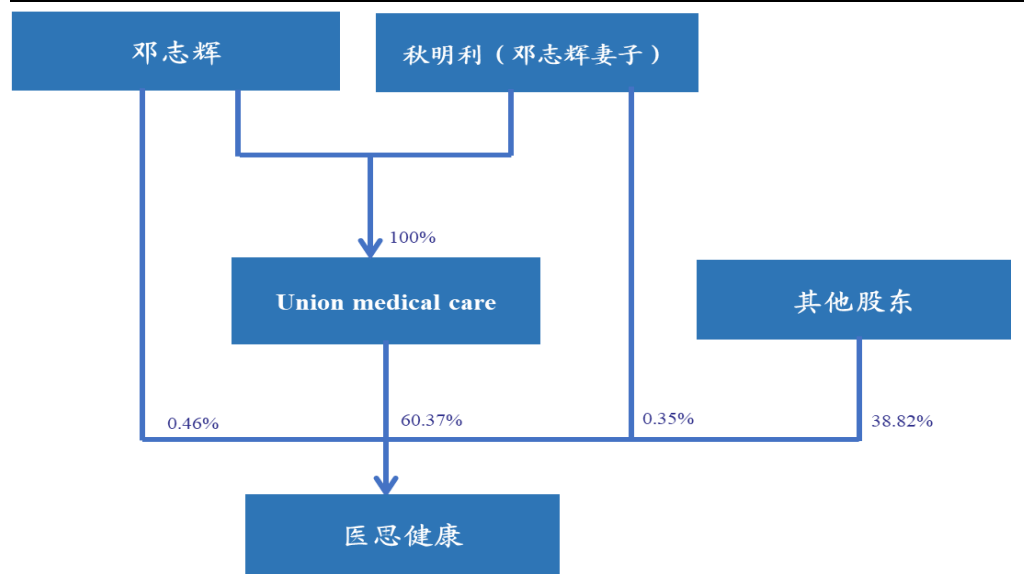 邓志辉
秋明利（邓志辉妻子）
100%
Union medical care
其他股东
0.46%
60.37%
0.35%
38.82%
医思健康